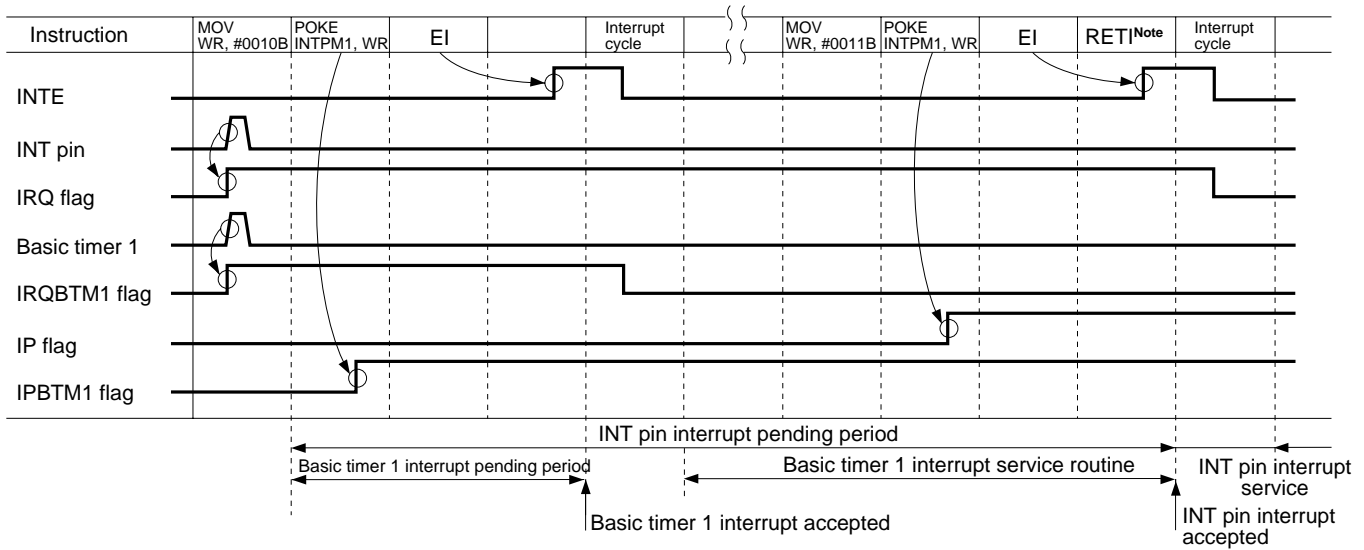 Instruction
MOV
WR, #0010B
POKE
INTPM1, WR
EI
Interrupt
cycle
MOV
WR, #0011B
POKE
INTPM1, WR
EI
RETINote
Interrupt
cycle
INTE
INT pin
IRQ flag
Basic timer 1
IRQBTM1 flag
IP flag
IPBTM1 flag
INT pin interrupt pending period
Basic timer 1 interrupt pending period
Basic timer 1 interrupt service routine
INT pin interrupt
service
Basic timer 1 interrupt accepted
INT pin interrupt
accepted